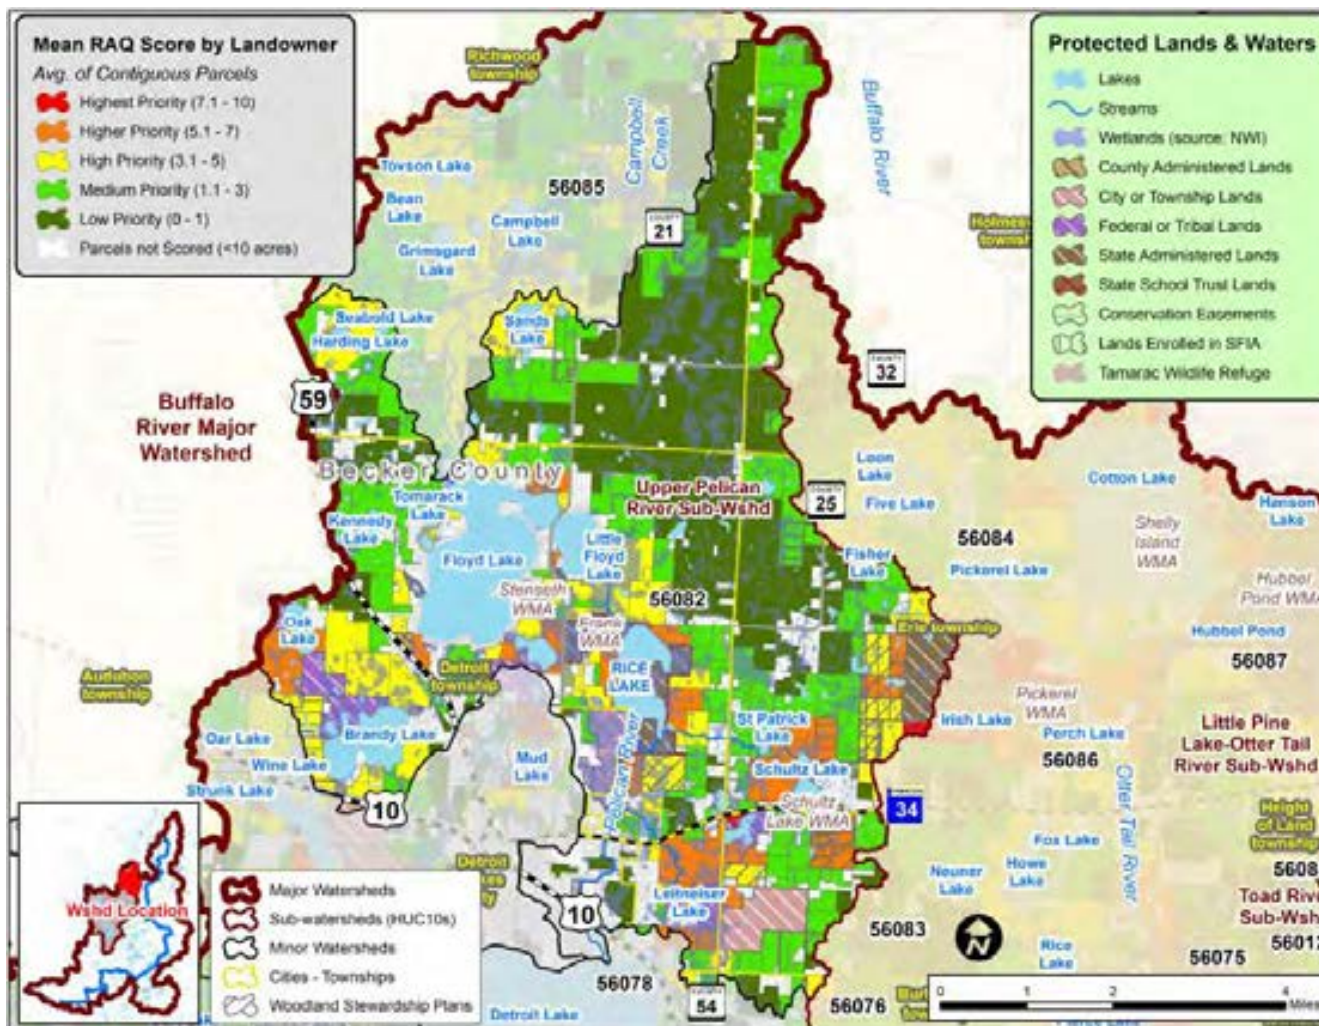 Mean RAQ Score by Landowner
Avg. of Contiguous Parcels
Highest Priority (7.1 - 10)
Higher Priority (5.1 - 7)
High Priority (3.1 - 5)
Medium Priority (1.1 - 3)
Low Priority (0 - 1)
Parcels not Scored (<10 acres)
Protected Lands & Waters
Lakes
Streams
Wetlands (source: NWI)
County Administered Lands
City or Township Lands
Federal or Tribal Lands
State Administered Lands
State School Trust Lands
Conservation Easements
Lands Enrolled in SFIA
Tamarac Wildlife Refuge
Richwood
township
Campbell
Creek
Buffalo River
Tovson Lake
56085
Bean
Lake
Campbell
Lake
COUNTY
21
Grimsgard
Lake
Seabold Lake
Harding Lake
Sands
Lake
COUNTY
32
59
Buffalo
River Major
Watershed
Becker County
Tomarack
Lake
Upper Pelican
River Sub-Wshd
COUNTY
25
Loon
Lake
Five Lake
Cotton Lake
Hanson
Lake
Kennedy
Lake
Floyd Lake
Little
Floyd
Lake
Fisher
Lake
56084
Pickerel Lake
Shelly
Island
WMA
Stenseth
WMA
56082
Frank
WMA
Hubbel
Pond WMA
Oak
Lake
Erie township
Hubbel Pond
56087
Audubon
township
Detroit
township
RICE
LAKE
Pickerel
WMA
St Patrick
Lake
Irish Lake
Perch Lake
Little Pine
Lake-Otter Tail
River Sub-Wshd
Oar Lake
Brandy Lake
Wine Lake
Mud
Lake
Pelican River
Schultz Lake
56086
Strunk Lake
10
Schultz
Lake WMA
34
Otter Tail River
Height
of Land
township
Fox Lake
Neuner
Lake
Howe
Lake
5608
Toad Rive
Sub-Wsh
Leitheiser
Lake
10
56083
N
Rice
Lake
56075
56078
54
56076
Detroit Lake
Wshd Location
Major Watersheds
Sub-watersheds (HUC10s)
Minor Watersheds
Cities - Townships
Woodland Stewardship Plans
0 1 2 4
Miles